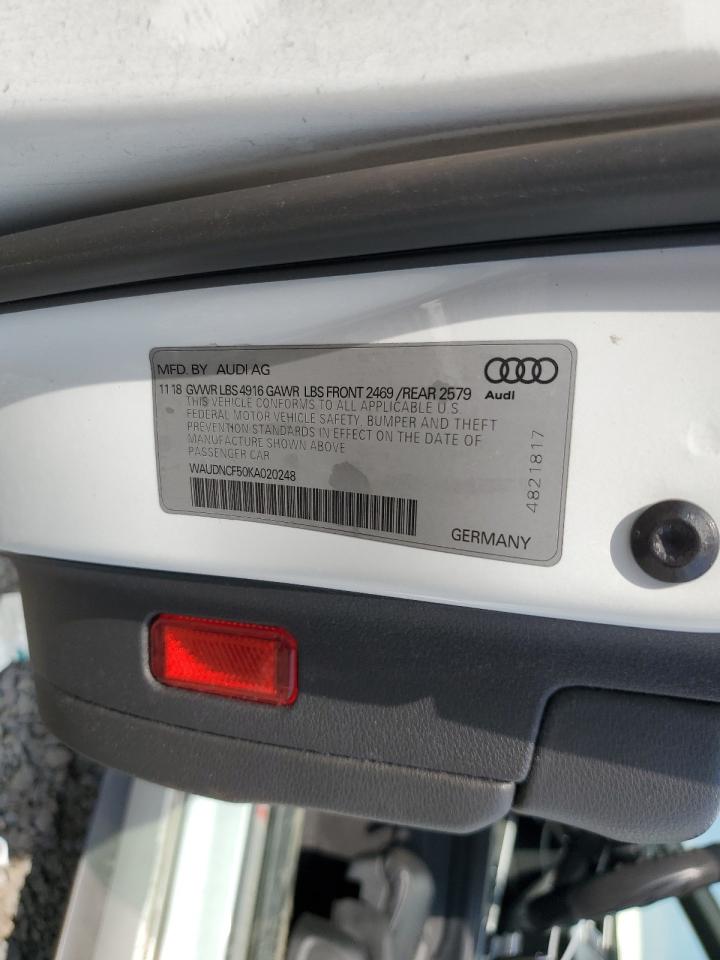 MFD. BY AUDI AG
11 18 GVWR LBS 4916 GAWR LBS FRONT 2469 /REAR 2579
THIS VEHICLE CONFORMS TO ALL APPLICABLE U.S
FEDERAL MOTOR VEHICLE SAFETY, BUMPER AND THEFT
PREVENTION STANDARDS IN EFFECT ON THE DATE OF
MANUFACTURE SHOWN ABOVE
PASSENGER CAR
WAUDNCF50KA020248
Audi
4821817
GERMANY